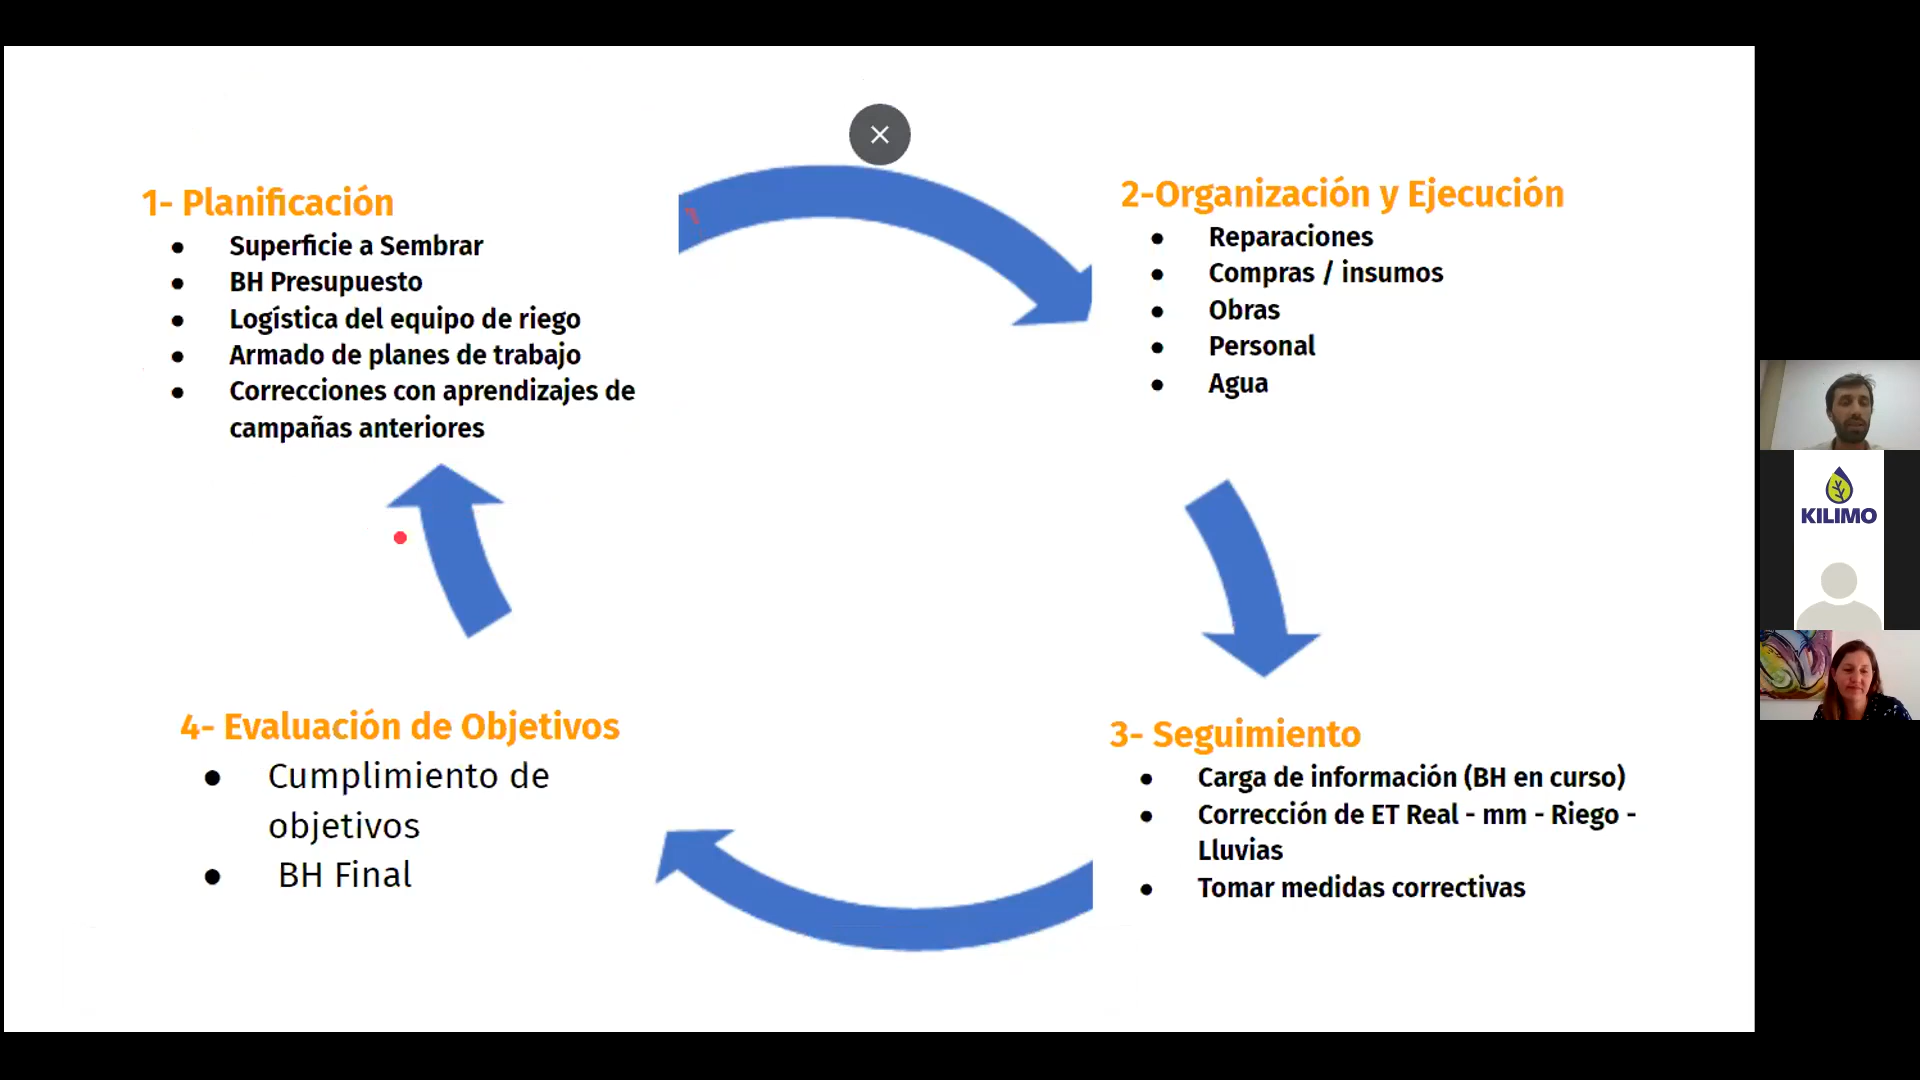 1- Planificación
● Superficie a Sembrar
● BH Presupuesto
● Logística del equipo de riego
● Armado de planes de trabajo
● Correcciones con aprendizajes de
campañas anteriores
2-Organización y Ejecución
● Reparaciones
● Compras / insumos
● Obras
● Personal
● Agua
3- Seguimiento
● Carga de información (BH en curso)
● Corrección de ET Real - mm - Riego -
Lluvias
● Tomar medidas correctivas
4- Evaluación de Objetivos
● Cumplimiento de
objetivos
● BH Final
KILIMO